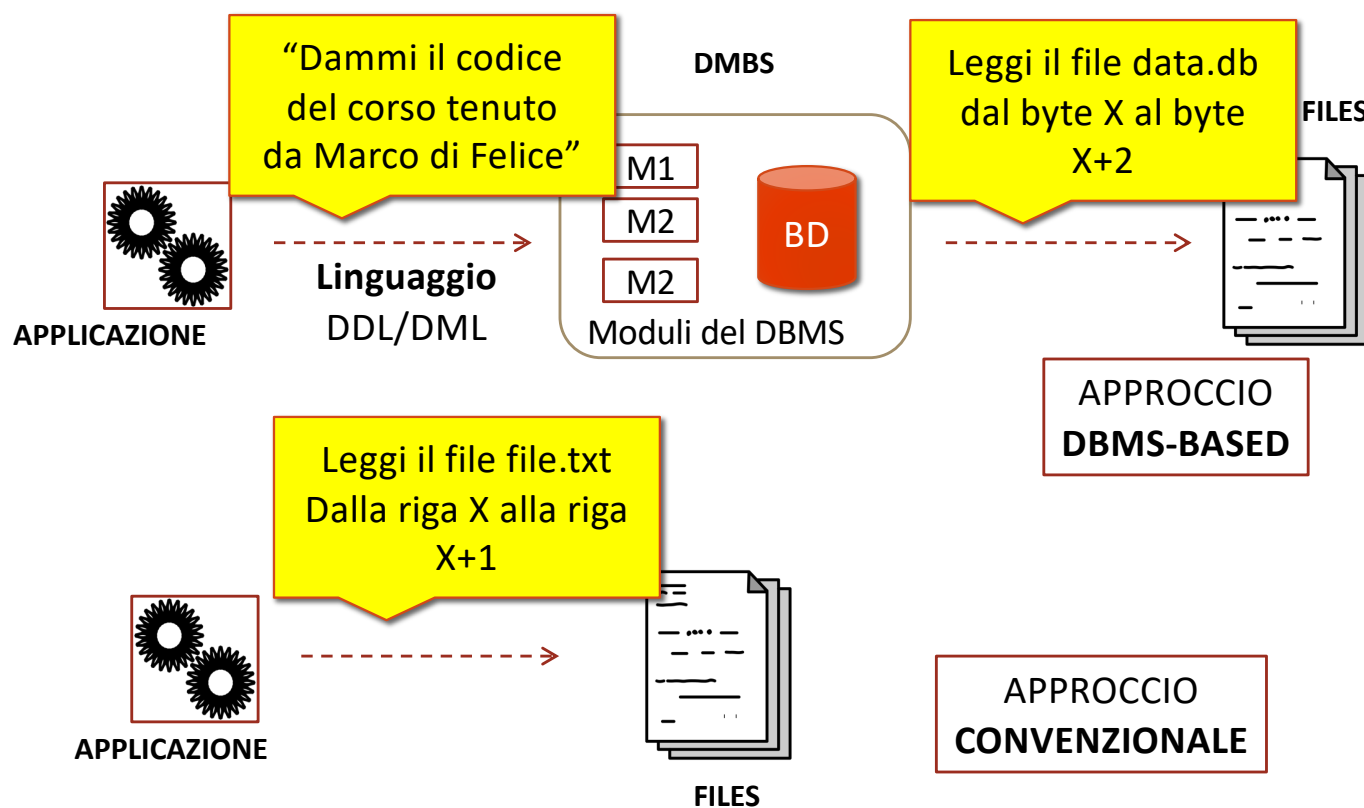 “Dammi il codice
del corso tenuto
da Marco di Felice”
DMBS
Leggi il file data.db
dal byte X al byte
X+2
FILES
M1
M2
M2
BD
Linguaggio
DDL/DML
Moduli del DBMS
APPLICAZIONE
APPROCCIO
DBMS-BASED
Leggi il file file.txt
Dalla riga X alla riga
X+1
APPLICAZIONE
FILES
APPROCCIO
CONVENZIONALE